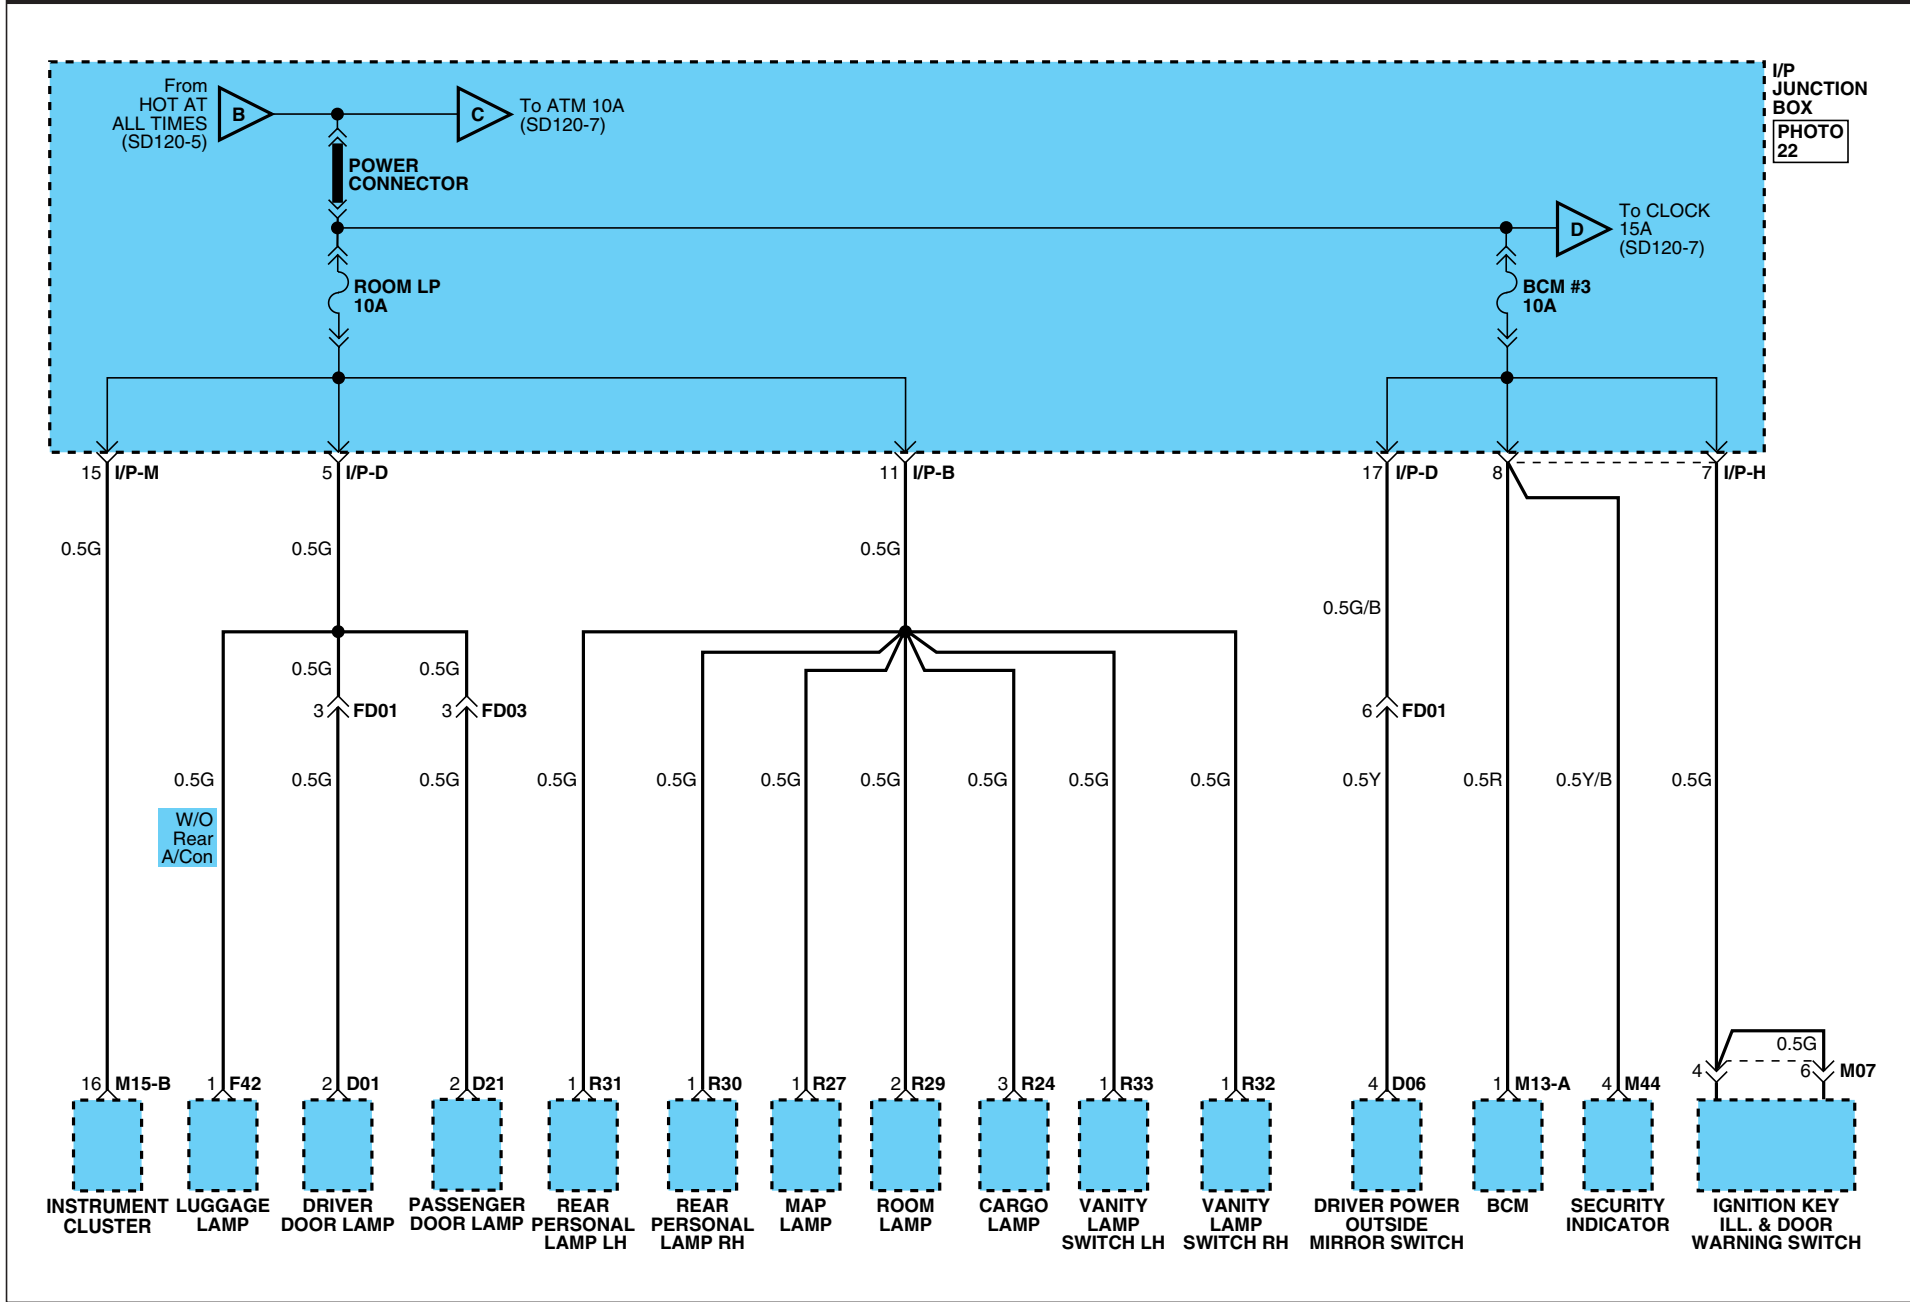 From
HOT AT
ALL TIMES
(SD120-5)
B
C
To ATM 10A
(SD120-7)
I/P
JUNCTION
BOX
PHOTO
22
POWER
CONNECTOR
D
To CLOCK
15A
(SD120-7)
ROOM LP
10A
BCM #3
10A
15 I/P-M
5 I/P-D
11 I/P-B
17 I/P-D
8
7 I/P-H
0.5G
0.5G
0.5G
0.5G/B
0.5G
0.5G
3 FD01
3 FD03
6 FD01
0.5G
0.5G
0.5G
0.5G
0.5G
0.5G
0.5G
0.5G
0.5G
0.5G
0.5Y
0.5R
0.5Y/B
0.5G
W/O
Rear
A/Con
0.5G
4
6 M07
16 M15-B
1 F42
2 D01
2 D21
1 R31
1 R30
1 R27
2 R29
3 R24
1 R33
1 R32
4 D06
1 M13-A
4 M44
INSTRUMENT
CLUSTER
LUGGAGE
LAMP
DRIVER
DOOR LAMP
PASSENGER
DOOR LAMP
REAR
PERSONAL
LAMP LH
REAR
PERSONAL
LAMP RH
MAP
LAMP
ROOM
LAMP
CARGO
LAMP
VANITY
LAMP
SWITCH LH
VANITY
LAMP
SWITCH RH
DRIVER POWER
OUTSIDE
MIRROR SWITCH
BCM
SECURITY
INDICATOR
IGNITION KEY
ILL. & DOOR
WARNING SWITCH